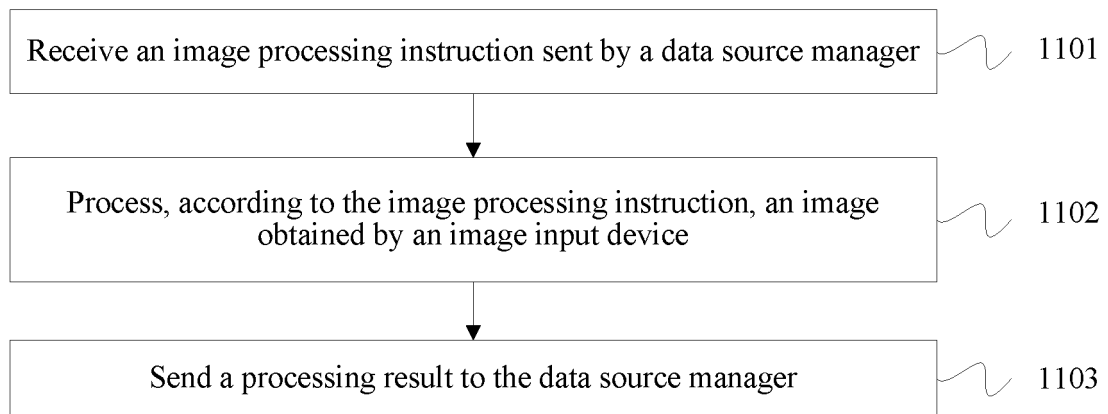 Receive an image processing instruction sent by a data source manager
1101
Process, according to the image processing instruction, an image
obtained by an image input device
1102
Send a processing result to the data source manager
1103